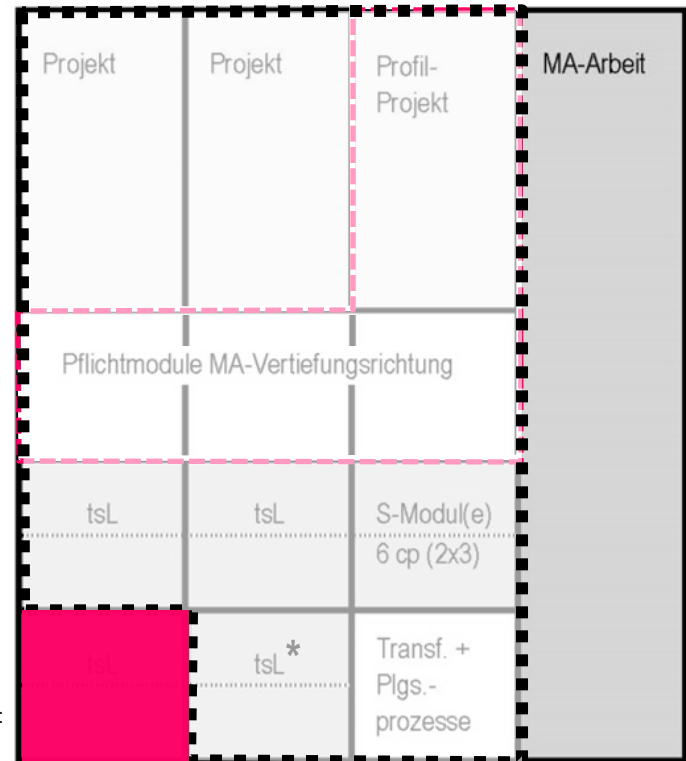 Projekt
Projekt
Profil-
Projekt
MA-Arbeit
Pflichtmodule MA-Vertiefungsrichtung
tsL
tsL
S-Modul(e)
6 cp (2x3)
tsL
tsL*
Transf. +
Plgs.-
prozesse
: